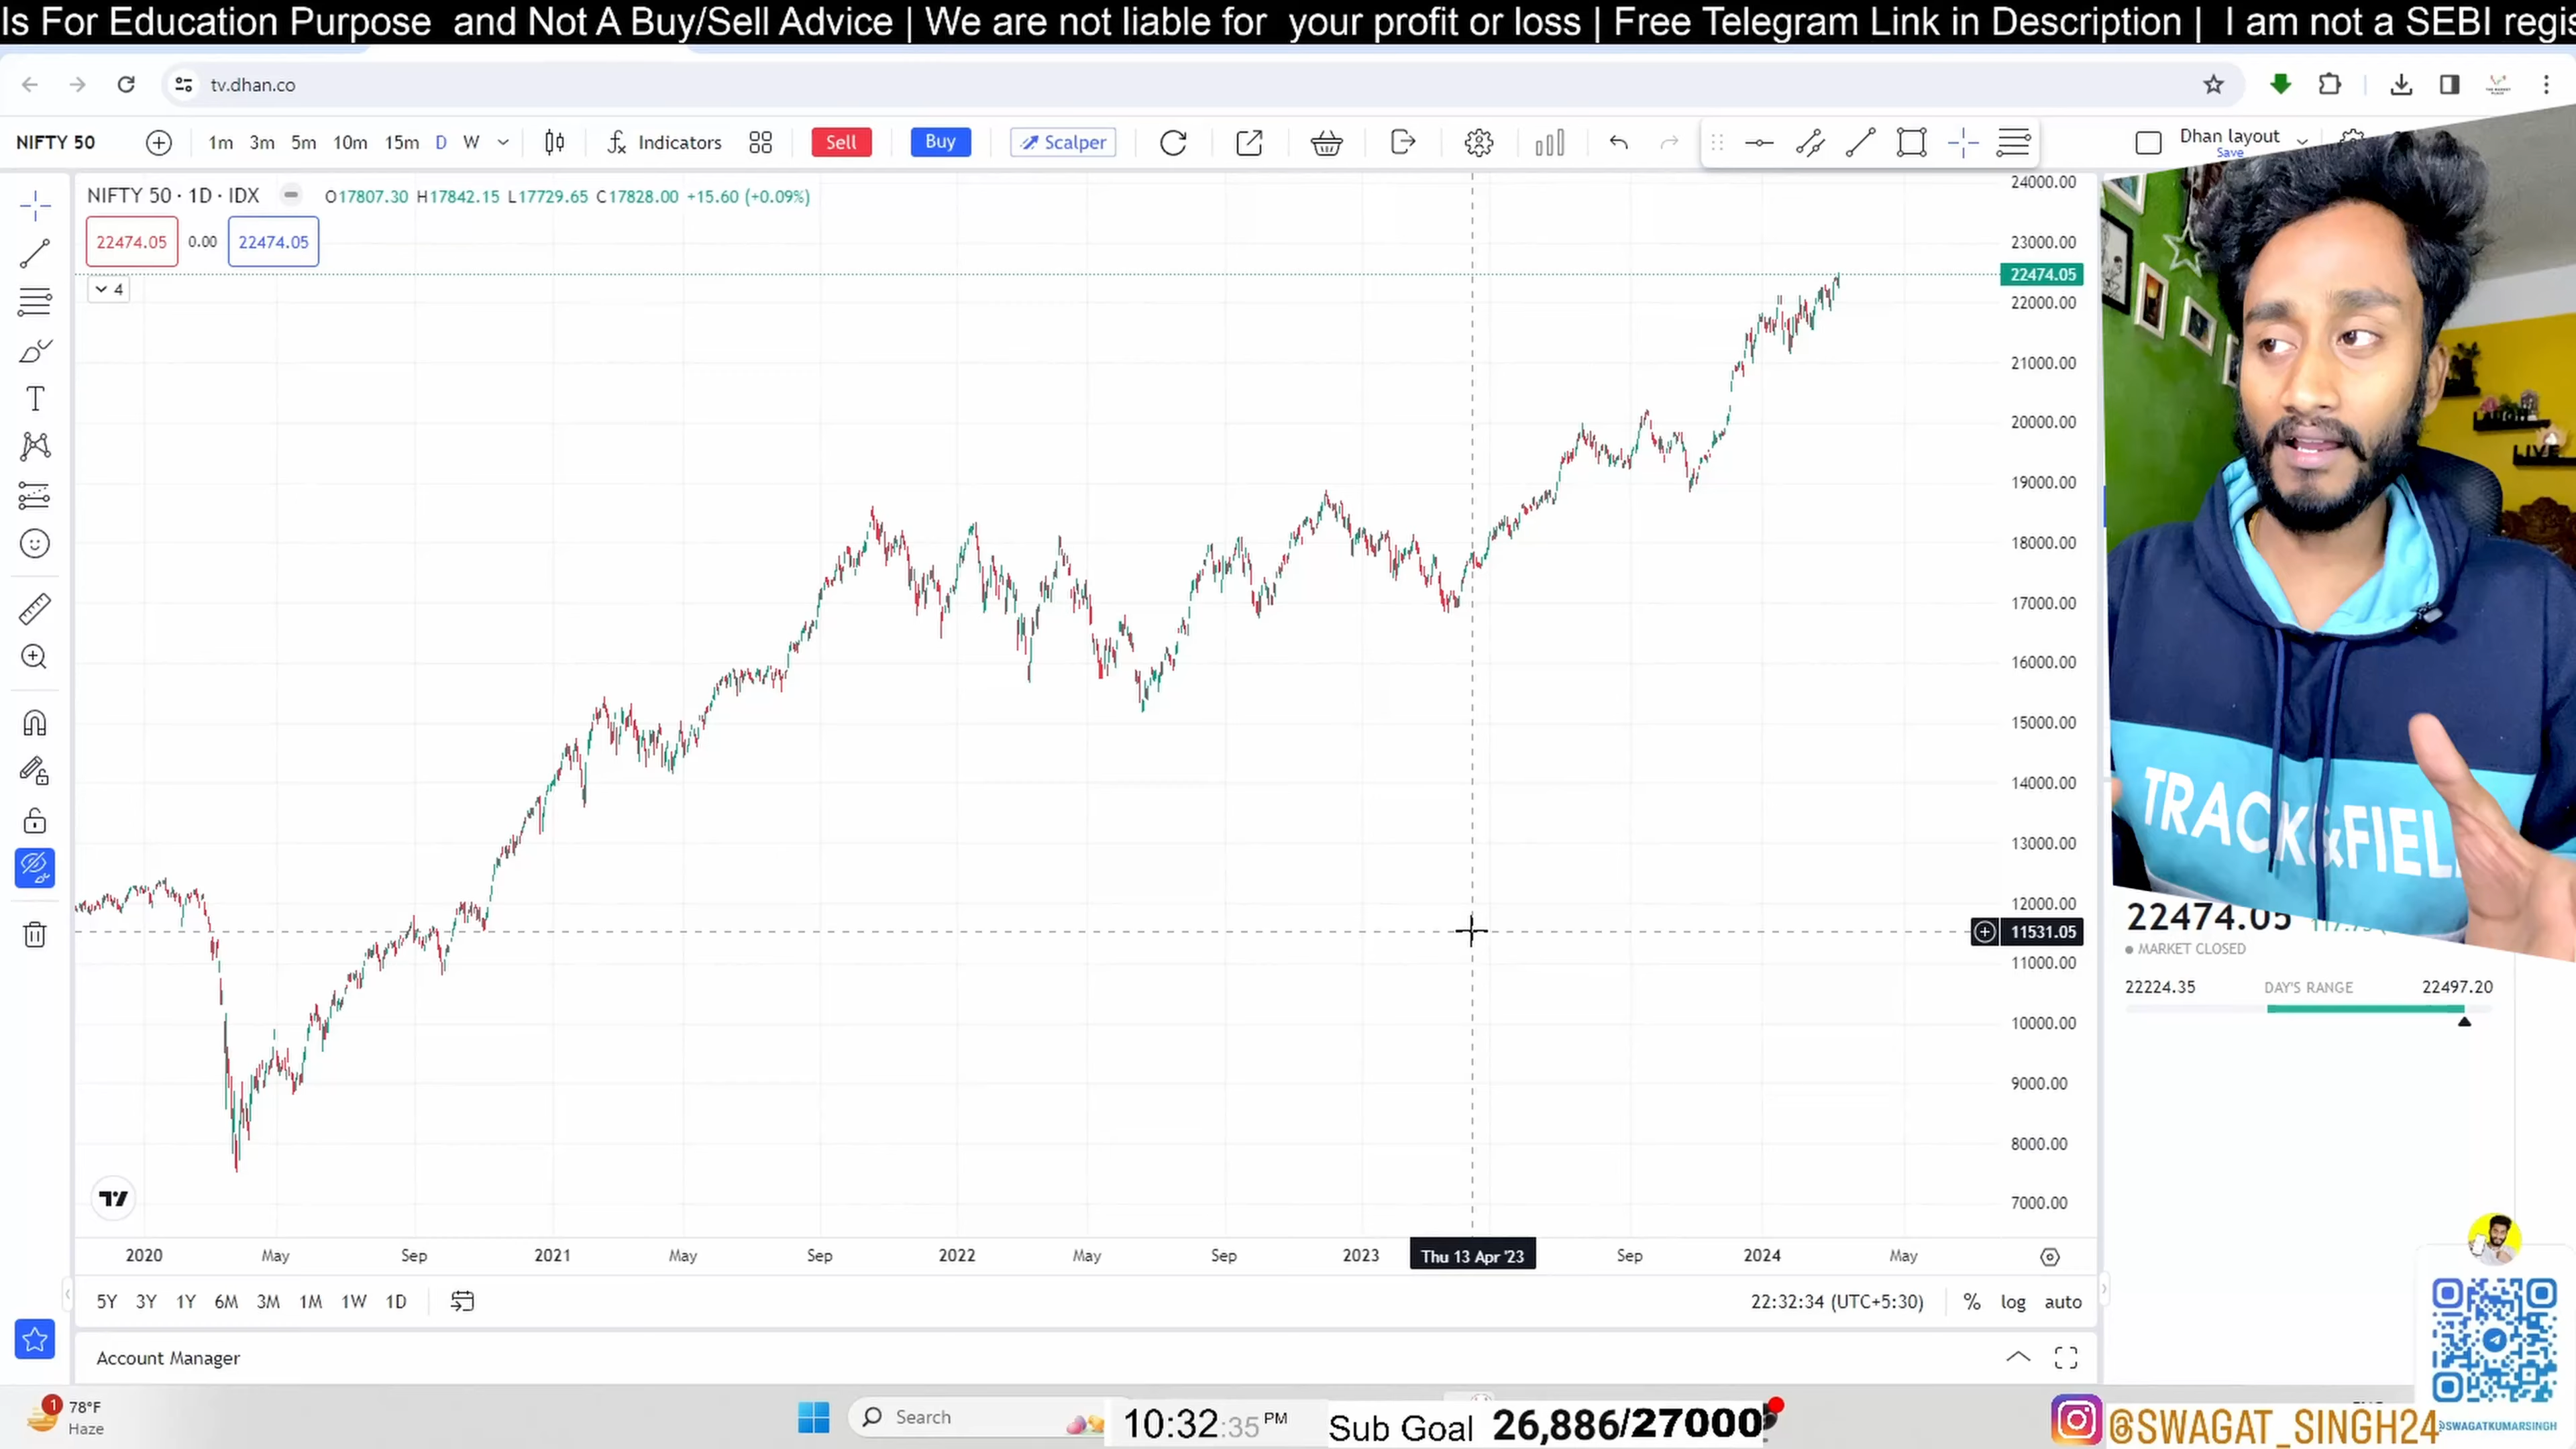 Is For Education Purpose and Not A Buy/Sell Advice | We are not liable for your profit or loss | Free Telegram Link in Description | I am not a SEBI regis
tv.dhan.co
NIFTY 50 1m 3m 5m 10m 15m D W Indicators Sell Buy Scalper Dhan layout
Save
NIFTY 50 · 1D · IDX O17807.30 H17842.15 L17729.65 C17828.00 +15.60 (+0.09%)
22474.05 0.00 22474.05
4
24000.00
23000.00
22474.05
22000.00
21000.00
20000.00
19000.00
18000.00
17000.00
16000.00
15000.00
14000.00
13000.00
12000.00
11531.05
11000.00
10000.00
9000.00
8000.00
7000.00
LIVE
TRACK&FIEL
22474.05
MARKET CLOSED
22224.35 DAY'S RANGE 22497.20
2020 May Sep 2021 May Sep 2022 May Sep 2023 Thu 13 Apr '23 Sep 2024 May
5Y 3Y 1Y 6M 3M 1M 1W 1D 22:32:34 (UTC+5:30) % log auto
Account Manager
1
78°F
Haze
Search
10:32:35 PM
Sub Goal 26,886/27000
@SWAGAT_SINGH24
@SWAGATKUMARSINGH